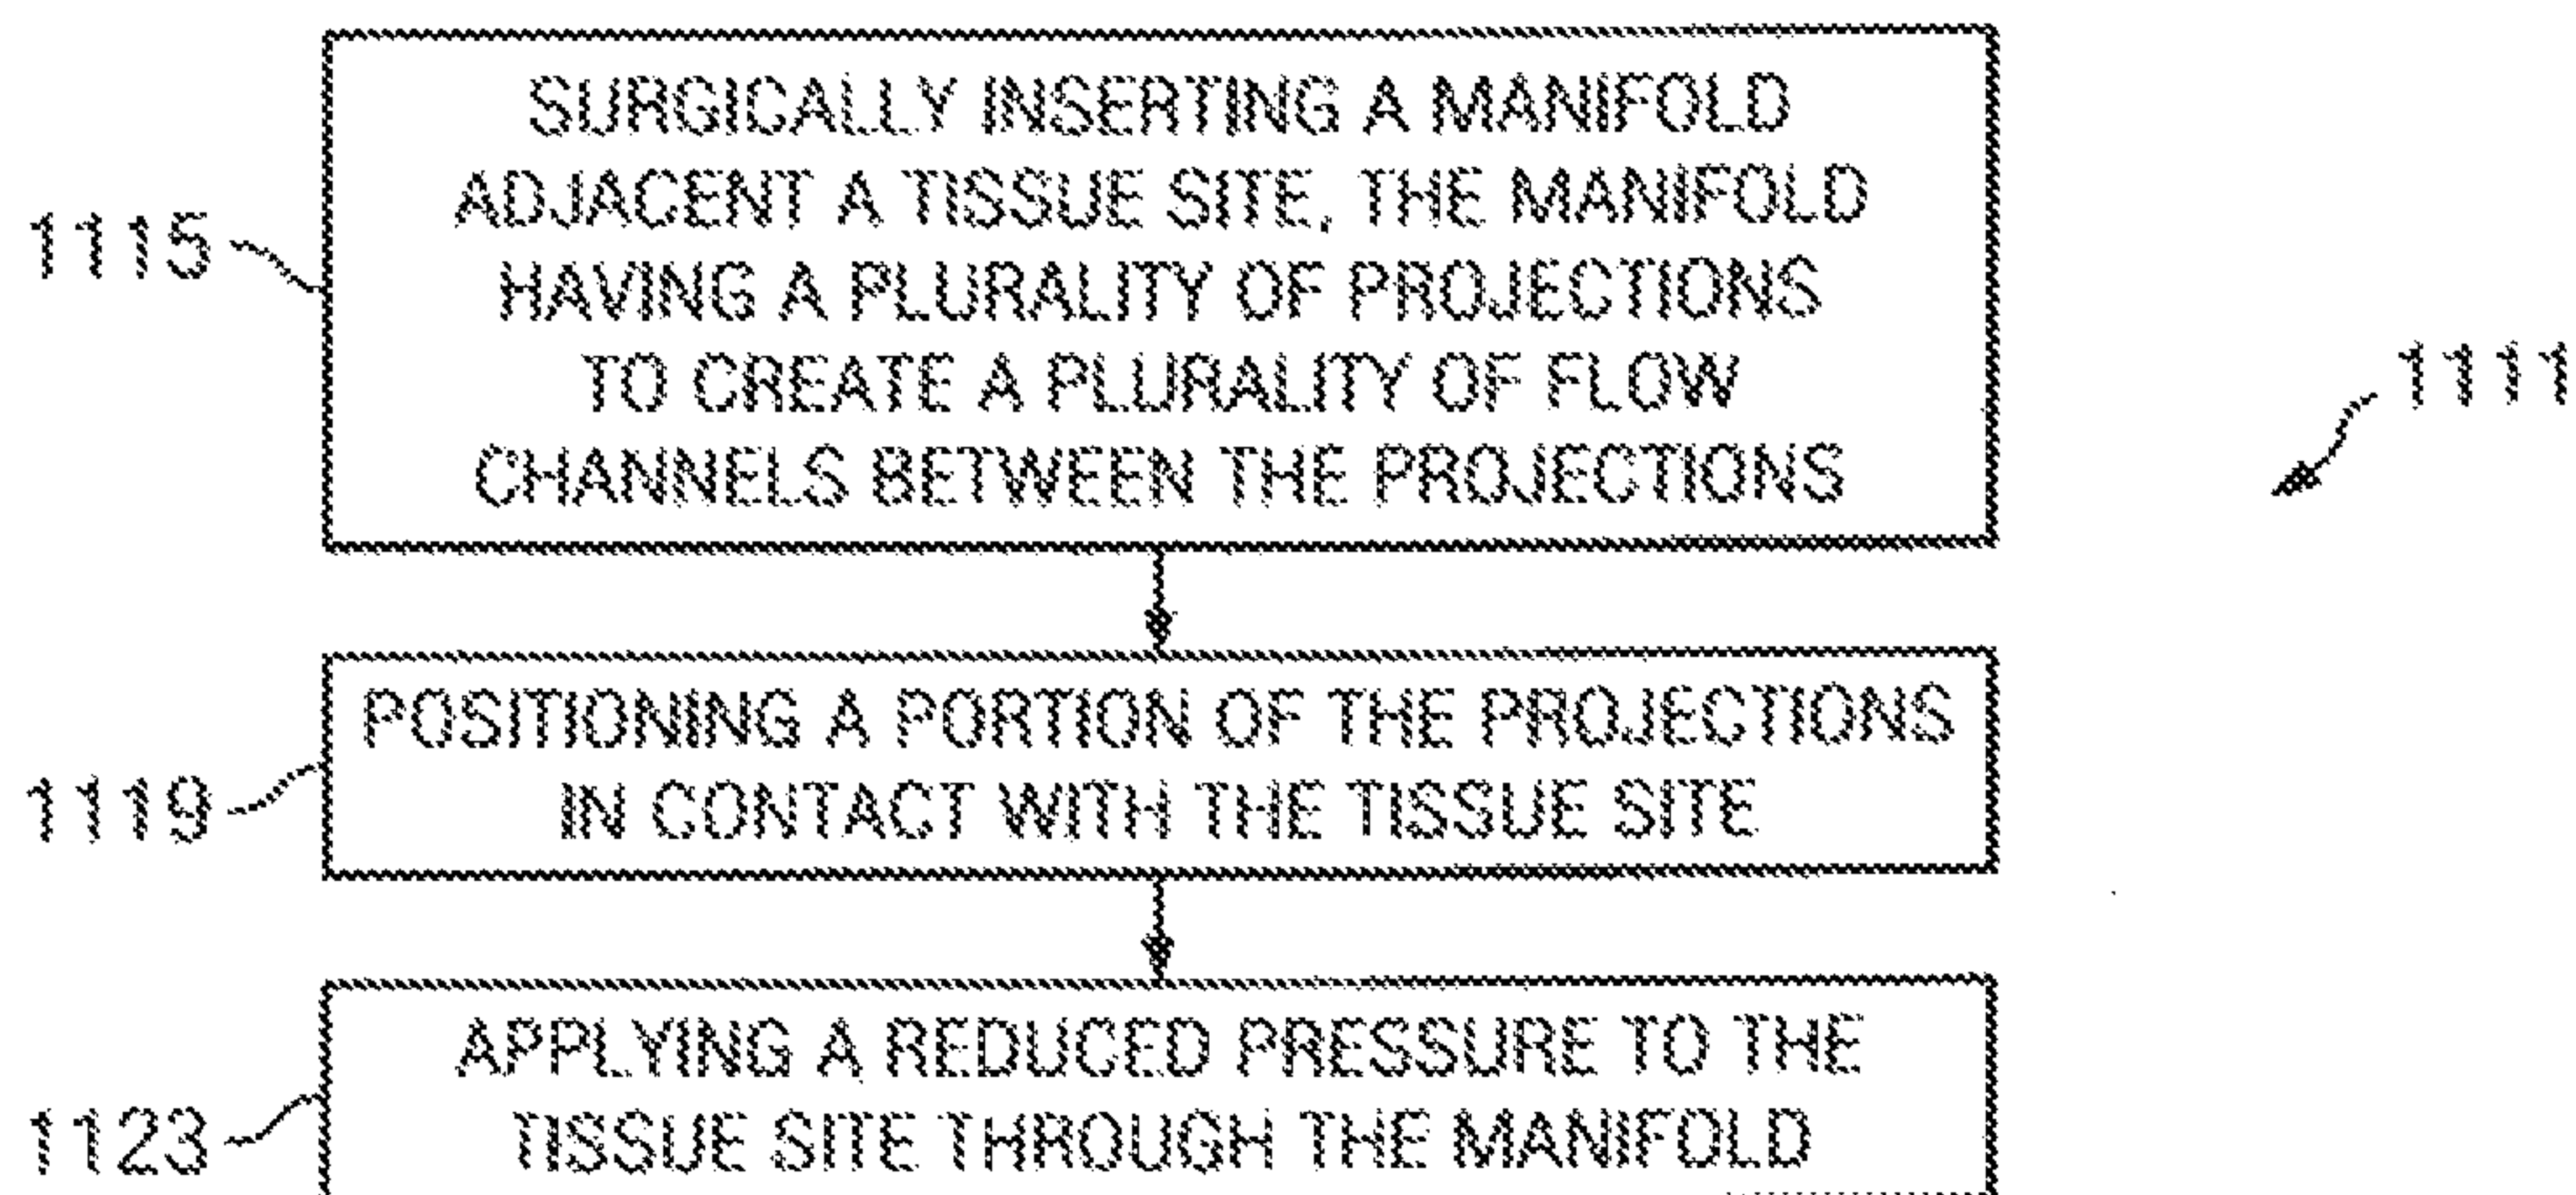 SURGICALLY INSERTING A MANIFOLD
ADJACENT A TISSUE SITE, THE MANIFOLD
HAVING A PLURALITY OF PROJECTIONS
TO CREATE A PLURALITY OF FLOW
CHANNELS BETWEEN THE PROJECTIONS
1115
1111
POSITIONING A PORTION OF THE PROJECTIONS
IN CONTACT WITH THE TISSUE SITE
1119
APPLYING A REDUCED PRESSURE TO THE
TISSUE SITE THROUGH THE MANIFOLD
1123